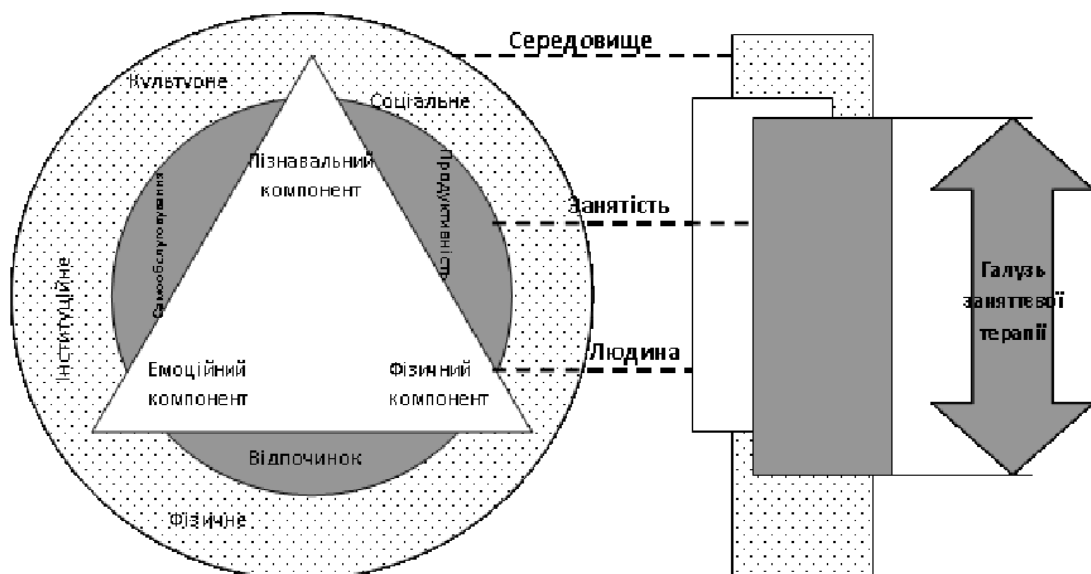 Середовище
Культурне
Соціальне
Пізнавальний
компонент
Самообслуговування
Продуктивність
Занятість
Інституційне
Галузь
заняттєвої
терапії
Людина
Емоційний
компонент
Фізичний
компонент
Відпочинок
Фізичне